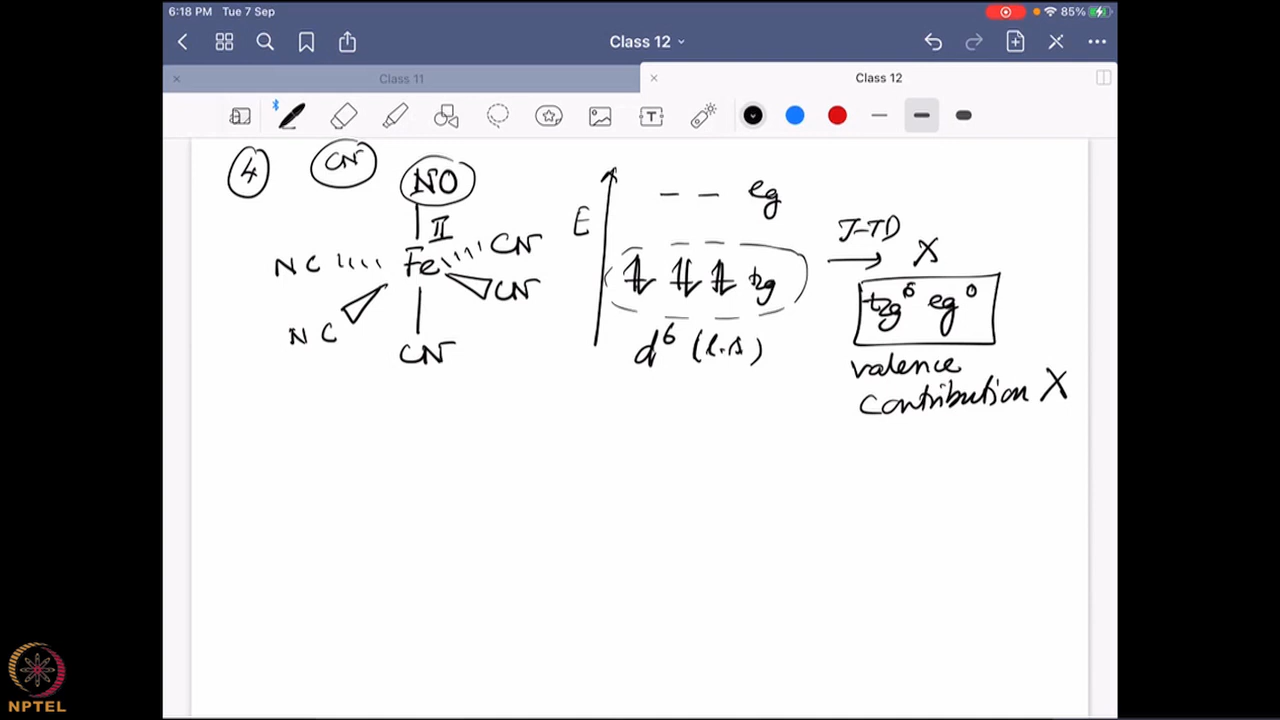 6:18 PM Tue 7 Sep
85%
Class 12
Class 11
Class 12
T
4
CN
NO
II
Fe
NC
CN
CN
NC
CN
E
eg
t2g
d6 (l.s)
J-TD
X
t2g6 eg0
valence
contribution X
NPTEL